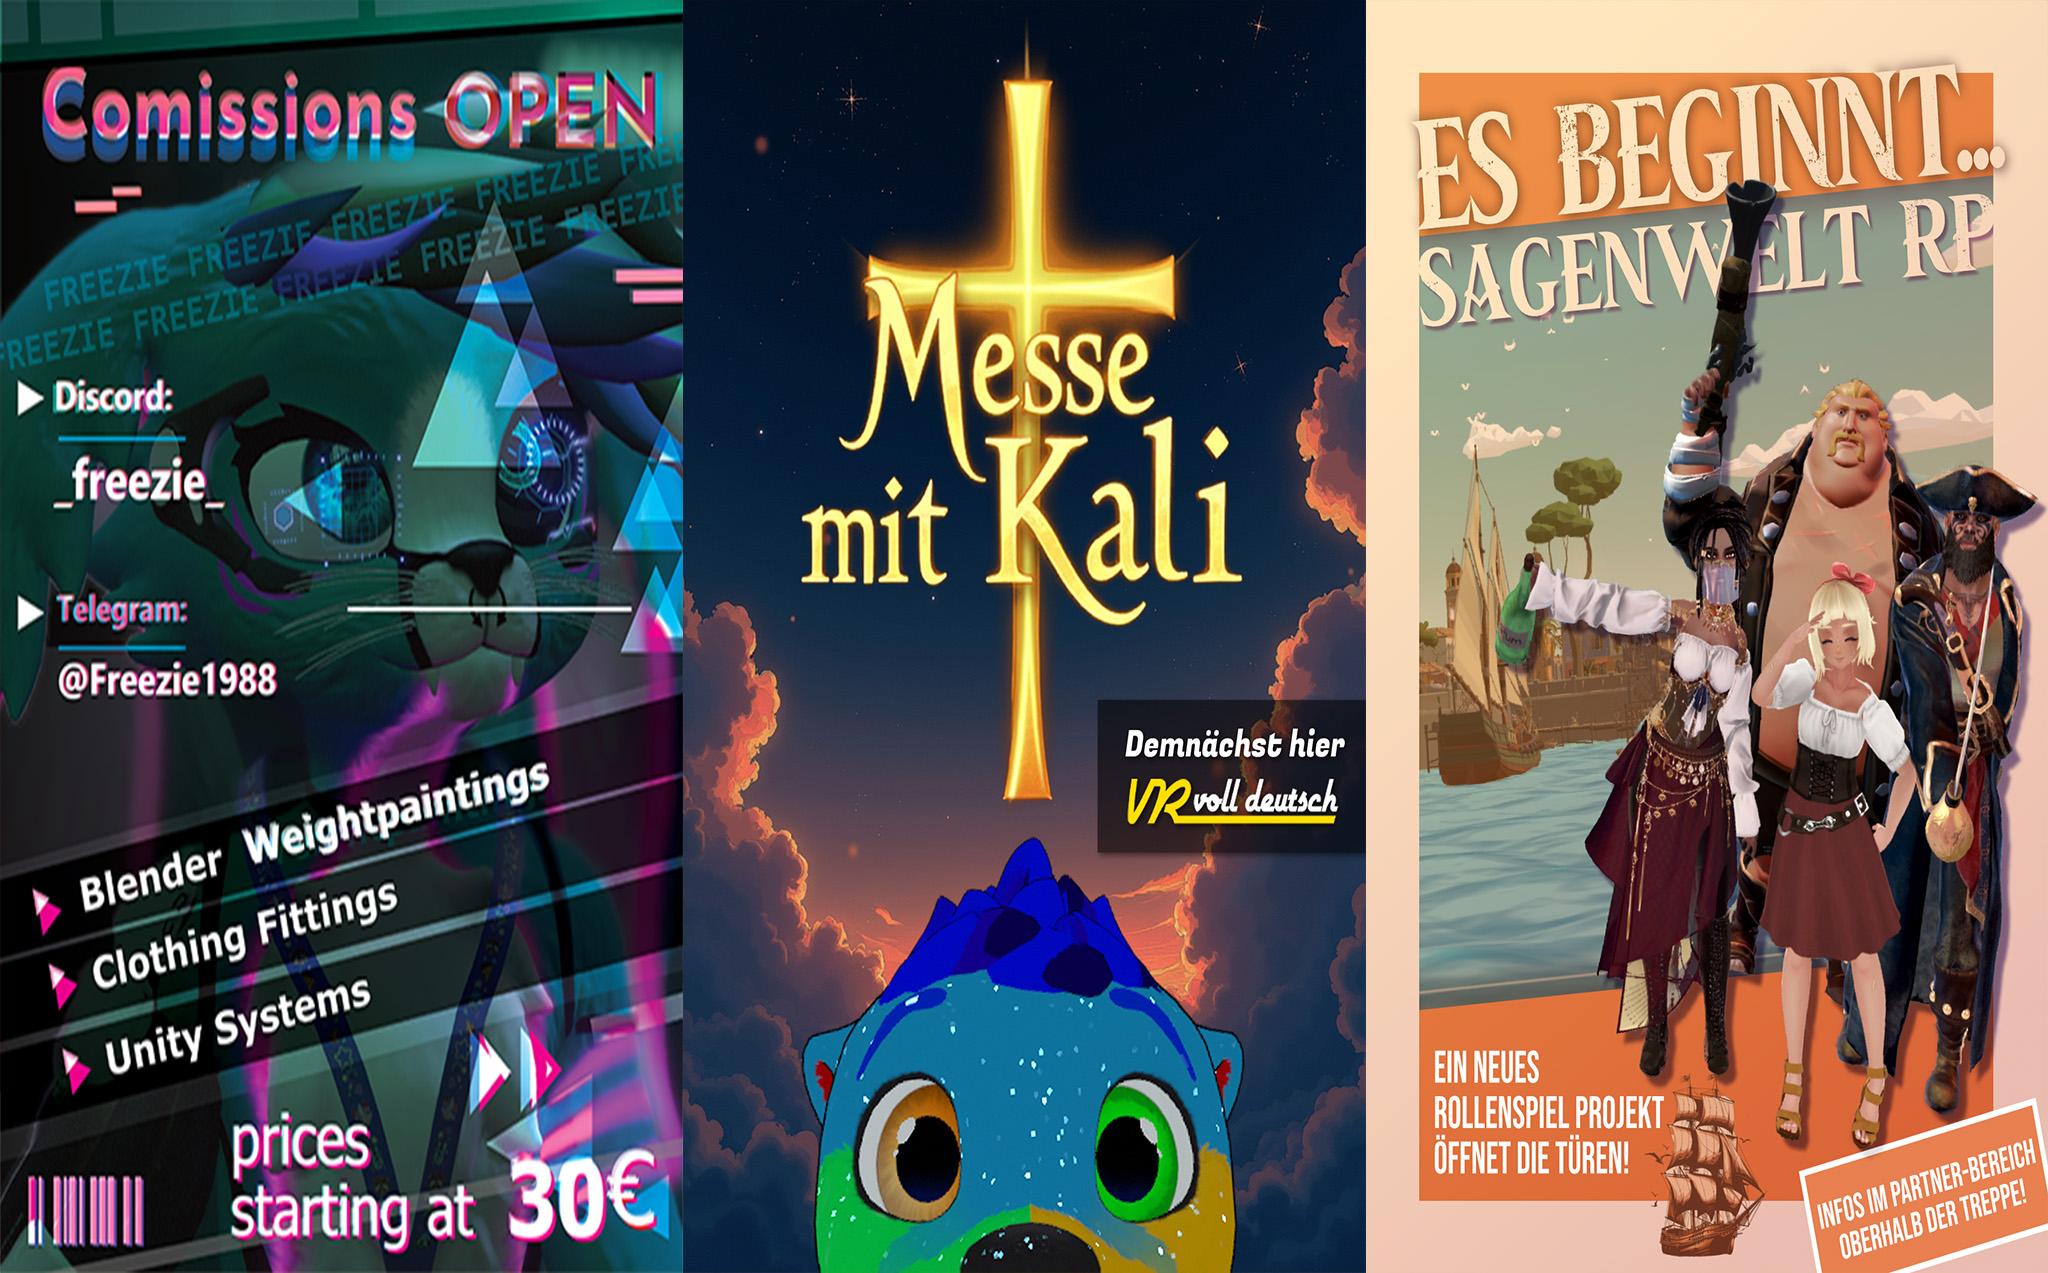 Comissions OPEN
FREEZIE FREEZIE FREEZIE FREEZIE FREE
FREEZIE FREEZIE FREEZIE FREEZIE FREEZIE
Discord:
_freezie_
Telegram:
@Freezie1988
Blender Weightpaintings
Clothing Fittings
Unity Systems
prices
starting at 30€
Messe
mit Kali
Demnächst hier
VR voll deutsch
ES BEGINNT...
SAGENWELT RP
Rum
EIN NEUES
ROLLENSPIEL PROJEKT
ÖFFNET DIE TÜREN!
INFOS IM PARTNER-BEREICH
OBERHALB DER TREPPE!